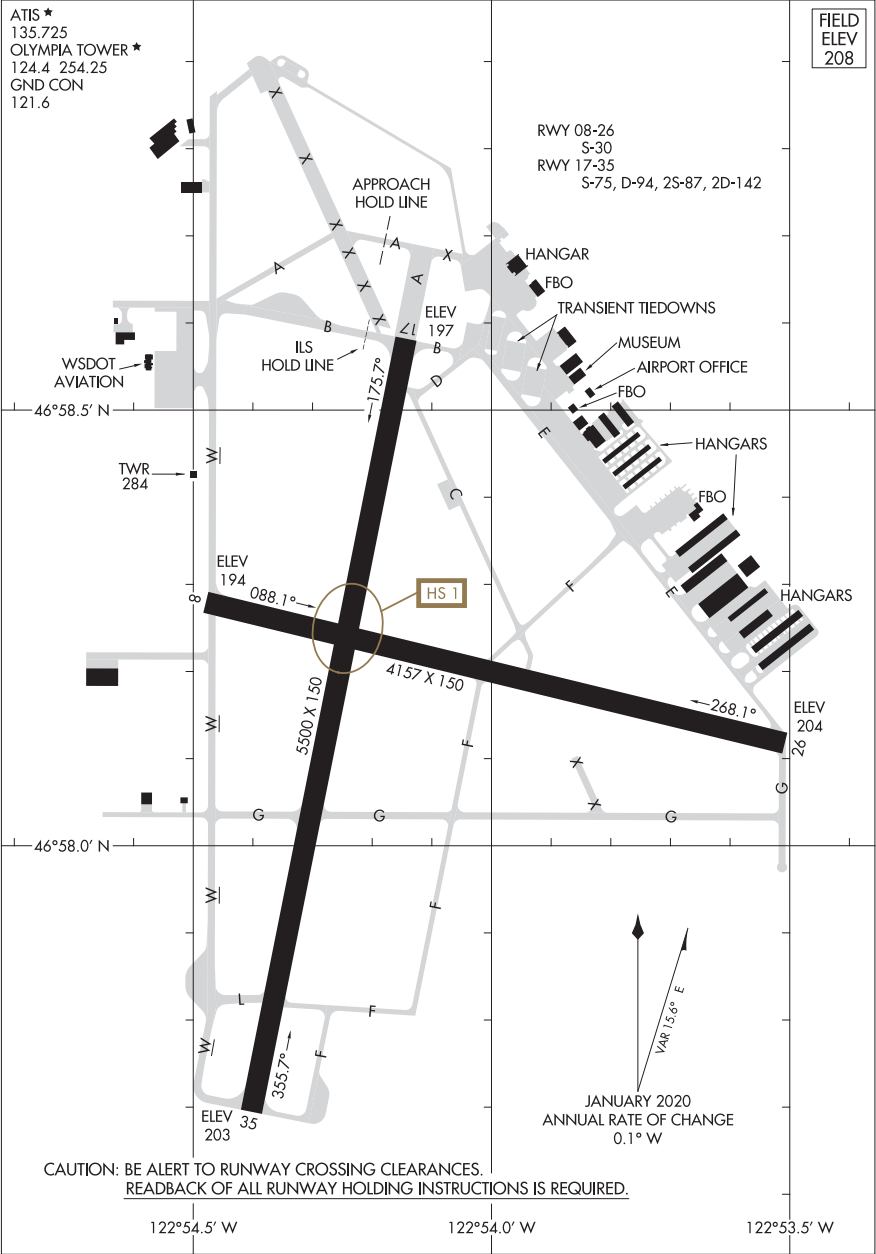 ATIS★
135.725
OLYMPIA TOWER★
124.4 254.25
GND CON
121.6
FIELD
ELEV
208
RWY 08-26
S-30
RWY 17-35
S-75, D-94, 2S-87, 2D-142
X
X
X
X
X
X
APPROACH
HOLD LINE
A
A
X
A
HANGAR
FBO
TRANSIENT TIEDOWNS
ELEV
197
17
B
B
ILS
HOLD LINE
MUSEUM
AIRPORT OFFICE
FBO
WSDOT
AVIATION
175.7°
D
46°58.5' N
E
HANGARS
W
TWR
284
C
FBO
ELEV
194
8
088.1°
HS 1
F
E
HANGARS
4157 X 150
5500 X 150
268.1°
ELEV
204
26
W
F
X
X
G
G
G
G
46°58.0' N
W
F
L
F
W
F
355.7°
ELEV
203
35
VAR 15.6° E
JANUARY 2020
ANNUAL RATE OF CHANGE
0.1° W
CAUTION: BE ALERT TO RUNWAY CROSSING CLEARANCES.
READBACK OF ALL RUNWAY HOLDING INSTRUCTIONS IS REQUIRED.
122°54.5' W
122°54.0' W
122°53.5' W